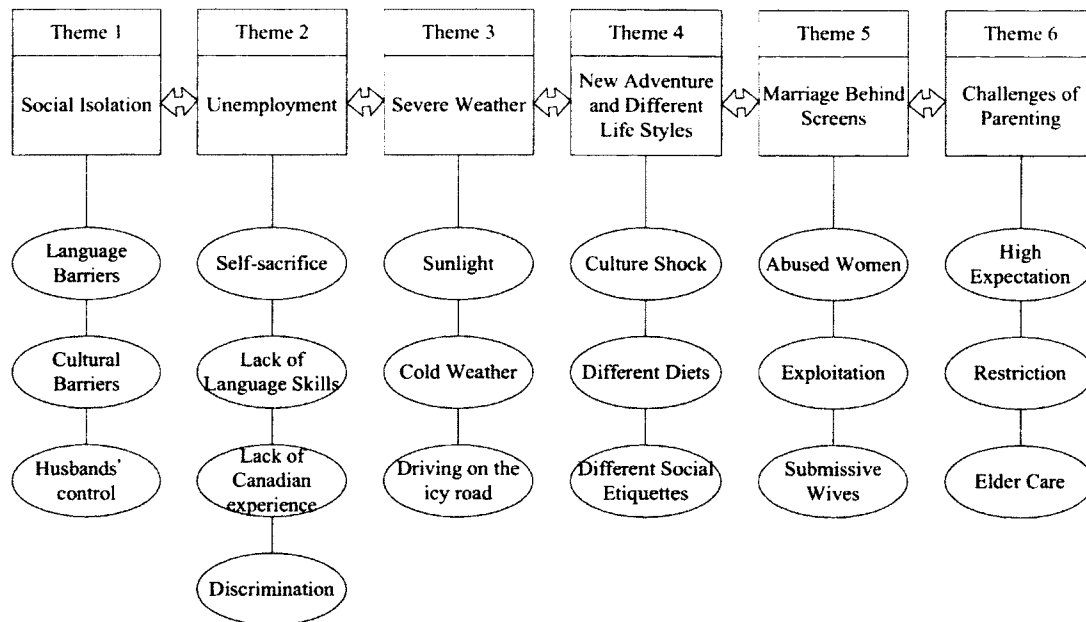 Theme 1
Social Isolation
Language
Barriers
Cultural
Barriers
Husbands'
control
Theme 2
Unemployment
Self-sacrifice
Lack of
Language Skills
Lack of
Canadian
experience
Discrimination
Theme 3
Severe Weather
Sunlight
Cold Weather
Driving on the
icy road
Theme 4
New Adventure
and Different
Life Styles
Culture Shock
Different Diets
Different Social
Etiquettes
Theme 5
Marriage Behind
Screens
Abused Women
Exploitation
Submissive
Wives
Theme 6
Challenges of
Parenting
High
Expectation
Restriction
Elder Care